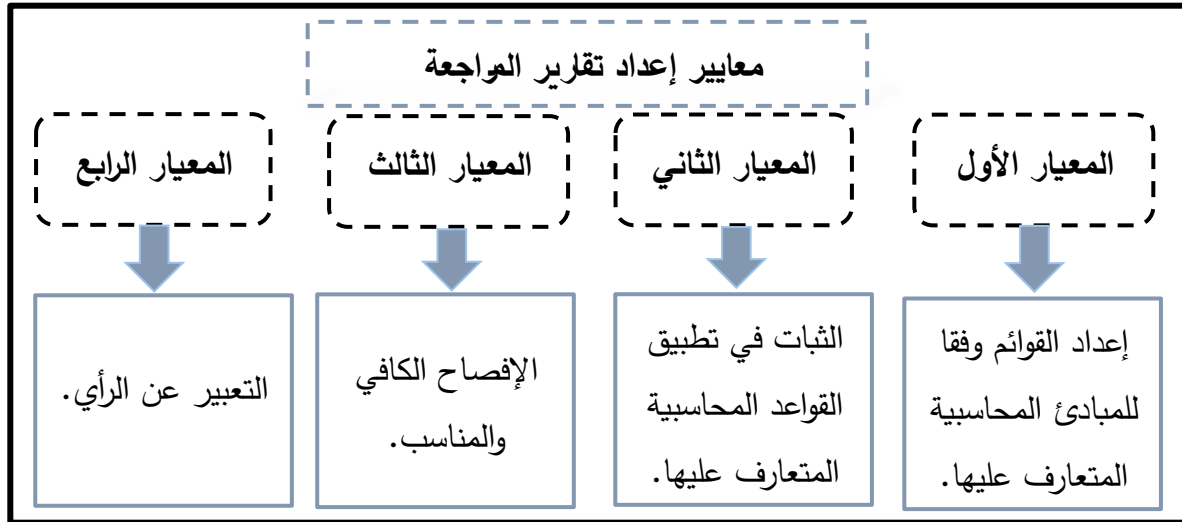 معايير إعداد تقارير المراجعة
المعيار الأول
المعيار الثاني
المعيار الثالث
المعيار الرابع
إعداد القوائم وفقا
للمبادئ المحاسبية
المتعارف عليها.
الثبات في تطبيق
القواعد المحاسبية
المتعارف عليها.
الإفصاح الكافي
والمناسب.
التعبير عن الرأي.